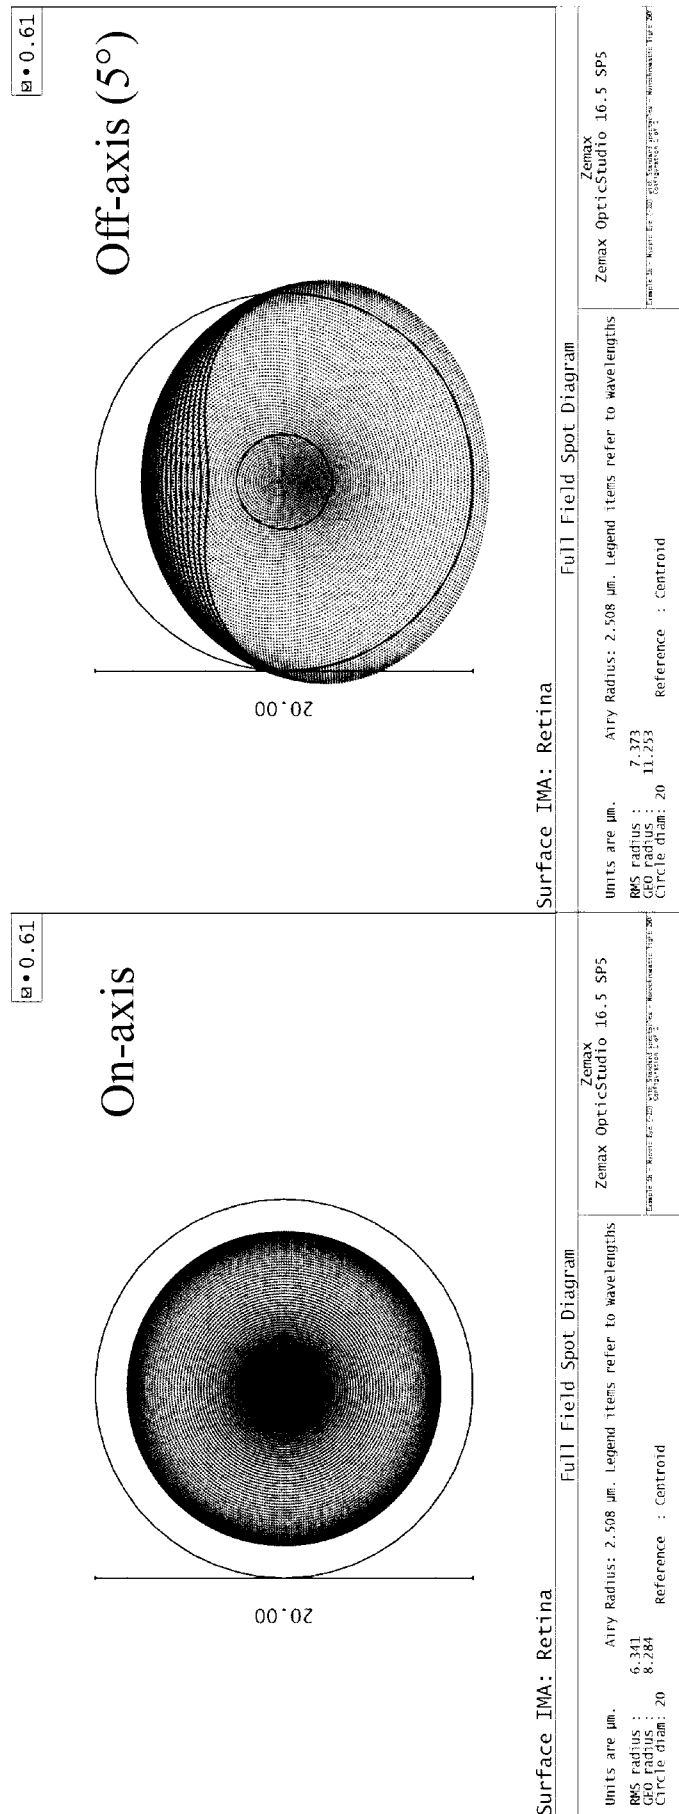 On-axis
☑•0.61
20.00
Surface IMA: Retina
Full Field Spot Diagram
Units are µm.    Airy Radius: 2.508 µm. Legend items refer to Wavelengths
RMS radius :    6.341
GEO radius :    8.284
Circle diam: 20    Reference  : Centroid
Zemax
Zemax OpticStudio 16.5 SP5
Off-axis (5°)
☑•0.61
20.00
Surface IMA: Retina
Full Field Spot Diagram
Units are µm.    Airy Radius: 2.508 µm. Legend items refer to Wavelengths
RMS radius :    7.373
GEO radius :    11.253
Circle diam: 20    Reference  : Centroid
Zemax
Zemax OpticStudio 16.5 SP5